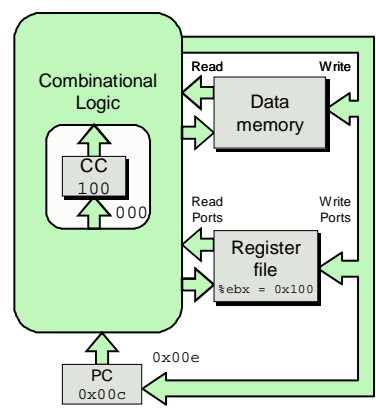 Combinational
Logic
CC
100
000
Read
Write
Data
memory
Read
Ports
Write
Ports
Register
file
%ebx = 0x100
0x00e
PC
0x00c